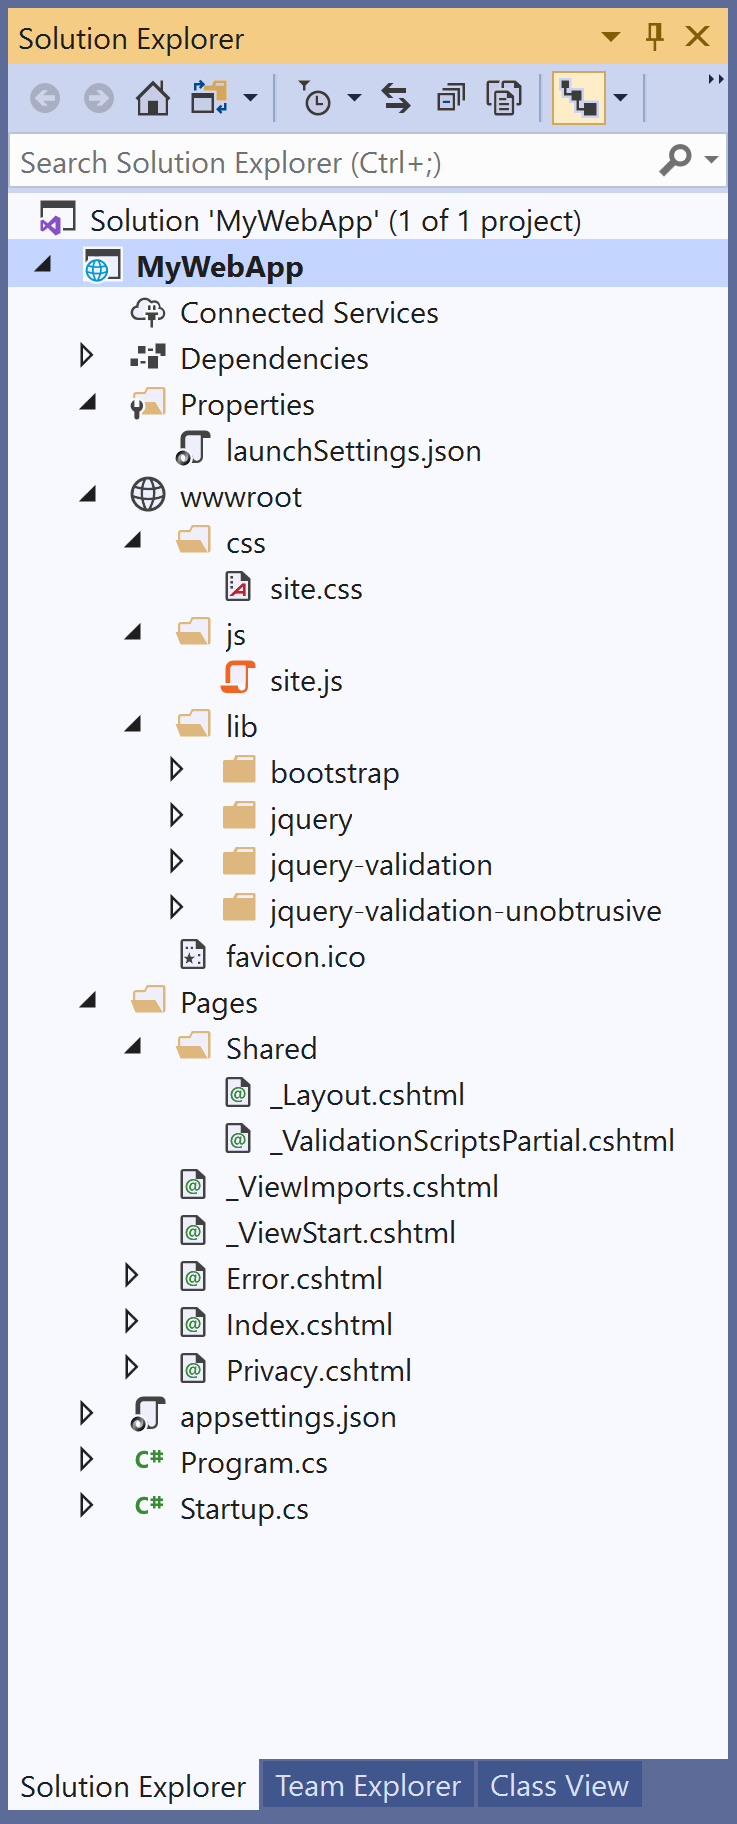 Solution Explorer
Search Solution Explorer (Ctrl+;)
Solution 'MyWebApp' (1 of 1 project)
MyWebApp
Connected Services
Dependencies
Properties
launchSettings.json
wwwroot
css
site.css
js
site.js
lib
bootstrap
jquery
jquery-validation
jquery-validation-unobtrusive
favicon.ico
Pages
Shared
_Layout.cshtml
_ValidationScriptsPartial.cshtml
_ViewImports.cshtml
_ViewStart.cshtml
Error.cshtml
Index.cshtml
Privacy.cshtml
appsettings.json
C# Program.cs
C# Startup.cs
Solution Explorer Team Explorer Class View